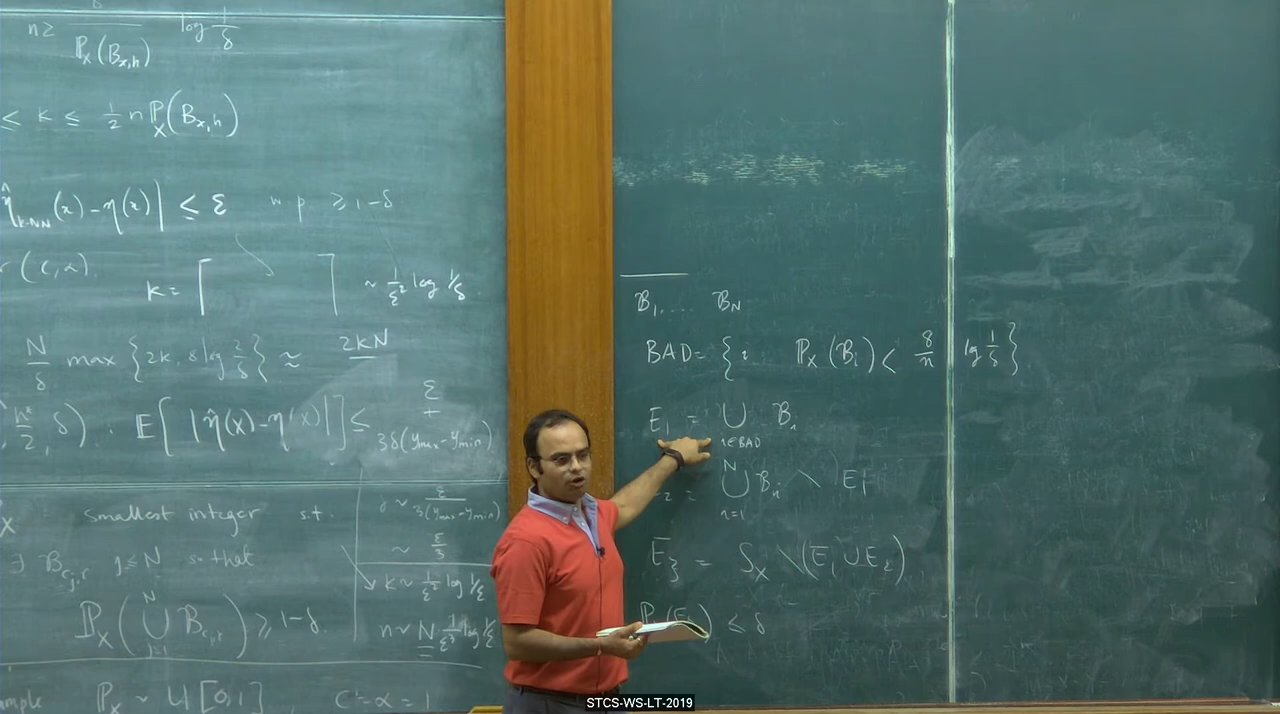 n ≥ 8 / ℙ_X(B_{x,h}) log 1/δ
≤ k ≤ 1/2 n ℙ_X(B_{x,h})
|η̂_{k-NN}(x) - η(x)| ≤ ε w p ≥ 1-δ
(C, α).
k = ⌈ ⌉ ~ 1/ε² log 1/δ
N/δ max {2k, 8 log 2/δ} ≈ 2kN
h*/2, δ). E[|η̂(x) - η(x)|] ≤ ε + 3δ(y_max - y_min)
smallest integer s.t.
∃ B_{c_j,r} j ≤ N so that
ℙ_X(⋃_{j=1}^N B_{c_j,r}) ≥ 1-δ.
ℙ_X ~ U[0,1] C = α = 1
δ ~ ε / 3(y_max - y_min)
~ ε/3
k ~ 1/ε² log 1/ε
n ~ N 1/ε³ log 1/ε
B_1, ... B_N
BAD = {i ℙ_X(B_i) < 8/n log 1/δ}
E_1 = ⋃_{i∈BAD} B_i
_2 = ⋃_{i=1}^N B_i \ E_1
E_3 = S_X \ (E_1 ∪ E_2)
≤ δ
STCS-WS-LT-2019